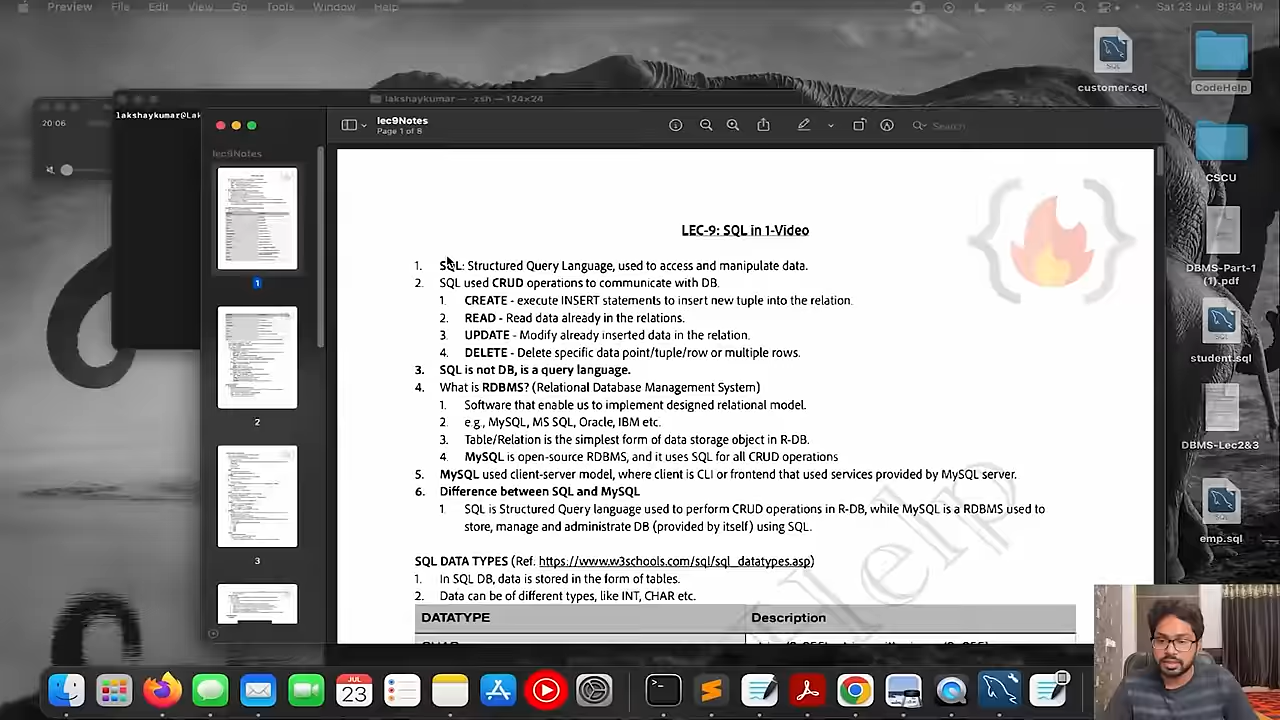 Preview File Edit View Go Tools Window Help
Sat 23 Jul 8:34 PM
customer.sql
CodeHelp
lakshaykumar — -zsh — 124×24
20:06
lakshaykumar@Lak
lec9Notes
Page 1 of 8
Search
lec9Notes
1
2
3
LEC-9: SQL in 1-Video
1. SQL: Structured Query Language, used to access and manipulate data.
2. SQL used CRUD operations to communicate with DB.
1. CREATE - execute INSERT statements to insert new tuple into the relation.
2. READ - Read data already in the relations.
3. UPDATE - Modify already inserted data in the relation.
4. DELETE - Delete specific data point/tuple/row or multiple rows.
3. SQL is not DB, is a query language.
4. What is RDBMS? (Relational Database Management System)
1. Software that enable us to implement designed relational model.
2. e.g., MySQL, MS SQL, Oracle, IBM etc.
3. Table/Relation is the simplest form of data storage object in R-DB.
4. MySQL is open-source RDBMS, and it uses SQL for all CRUD operations
5. MySQL used client-server model, where client is CLI or frontend that used services provided by MySQL server.
6. Difference between SQL and MySQL
1. SQL is Structured Query language used to perform CRUD operations in R-DB, while MySQL is a RDBMS used to
store, manage and administrate DB (provided by itself) using SQL.
SQL DATA TYPES (Ref: https://www.w3schools.com/sql/sql_datatypes.asp)
1. In SQL DB, data is stored in the form of tables.
2. Data can be of different types, like INT, CHAR etc.
DATATYPE Description
CSCU
DBMS-Part-1
(1).pdf
SQL
student.sql
DBMS-Lec2&3
SQL
emp.sql
JUL
23